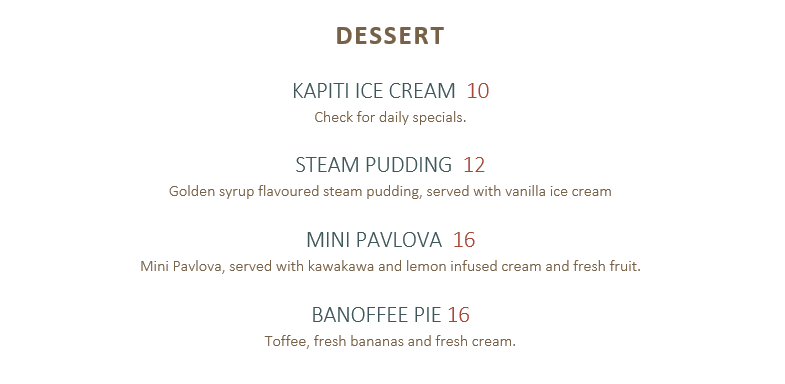 DESSERT
KAPITI ICE CREAM 10
Check for daily specials.
STEAM PUDDING 12
Golden syrup flavoured steam pudding, served with vanilla ice cream
MINI PAVLOVA 16
Mini Pavlova, served with kawakawa and lemon infused cream and fresh fruit.
BANOFFEE PIE 16
Toffee, fresh bananas and fresh cream.